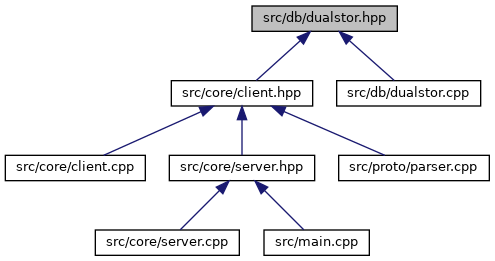 src/db/dualstor.hpp
src/core/client.hpp
src/db/dualstor.cpp
src/core/client.cpp
src/core/server.hpp
src/proto/parser.cpp
src/core/server.cpp
src/main.cpp